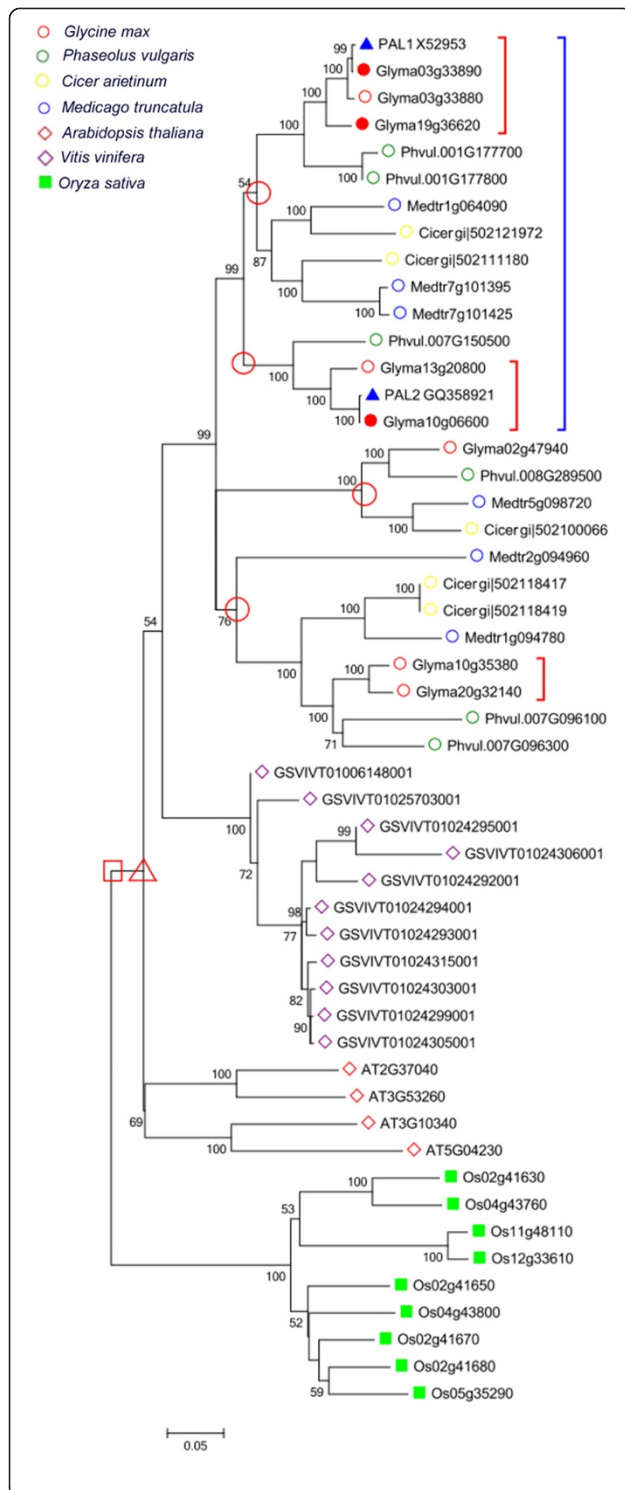 Glycine max
Phaseolus vulgaris
Cicer arietinum
Medicago truncatula
Arabidopsis thaliana
Vitis vinifera
Oryza sativa
99 PAL1 X52953
100 Glyma03g33890
100 Glyma03g33880
Glyma19g36620
Phvul.001G177700
54 100 Phvul.001G177800
100 Medtr1g064090
Cicer gi|502121972
87 Cicer gi|502111180
99 100 Medtr7g101395
100 Medtr7g101425
Phvul.007G150500
100 Glyma13g20800
100 PAL2 GQ358921
100 Glyma10g06600
99 Glyma02g47940
100 100 Phvul.008G289500
Medtr5g098720
100 Cicer gi|502100066
Medtr2g094960
100 Cicer gi|502118417
76 100 Cicer gi|502118419
54 Medtr1g094780
100 100 Glyma10g35380
100 Glyma20g32140
Phvul.007G096100
71 Phvul.007G096300
GSVIVT01006148001
100 GSVIVT01025703001
99 GSVIVT01024295001
72 GSVIVT01024306001
GSVIVT01024292001
98 GSVIVT01024294001
77 GSVIVT01024293001
GSVIVT01024315001
82 GSVIVT01024303001
90 GSVIVT01024299001
GSVIVT01024305001
100 AT2G37040
AT3G53260
69 AT3G10340
100 AT5G04230
100 Os02g41630
53 Os04g43760
Os11g48110
100 100 Os12g33610
Os02g41650
52 Os04g43800
Os02g41670
Os02g41680
59 Os05g35290
0.05